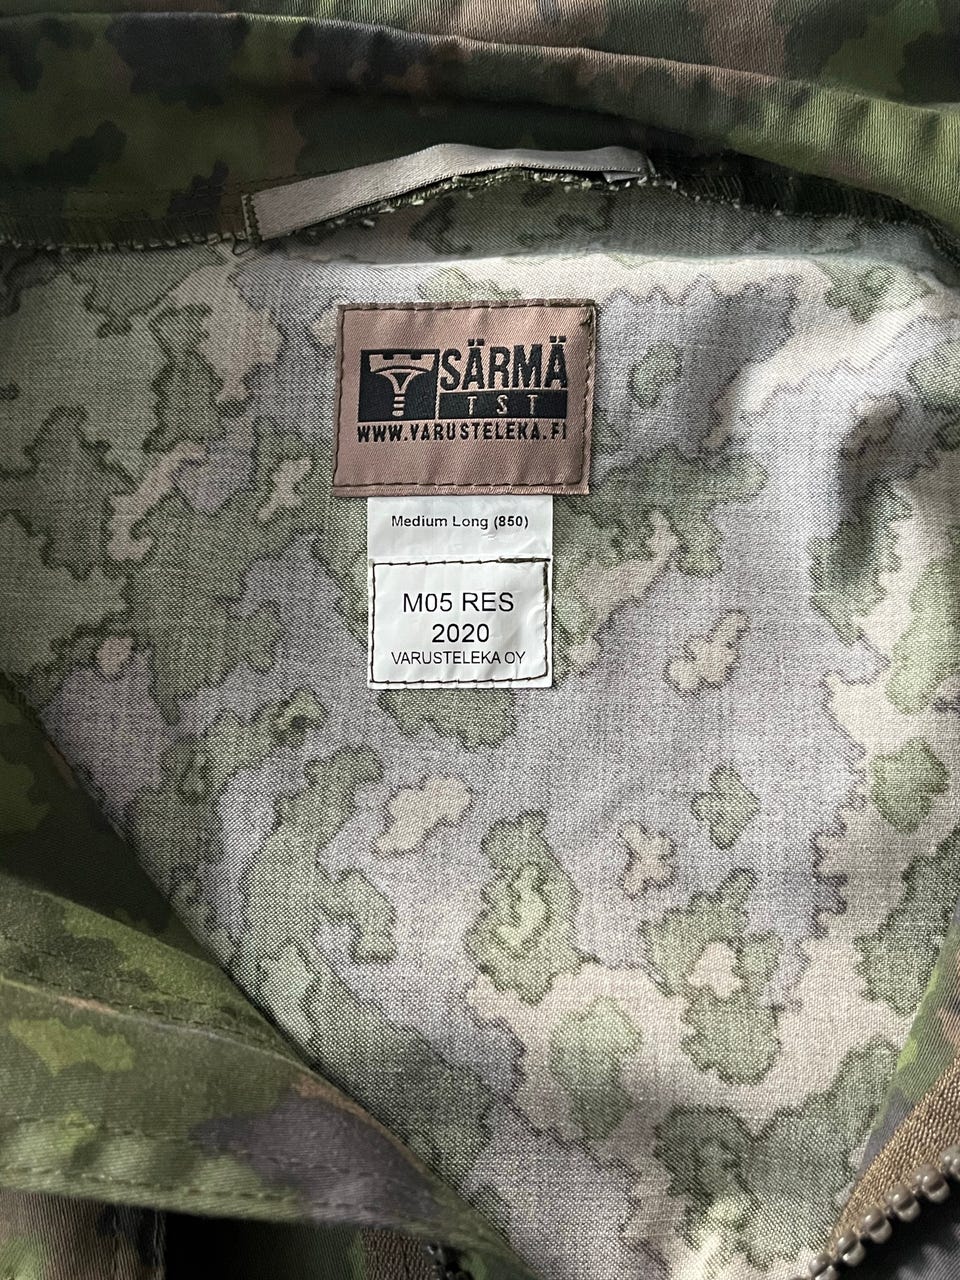 SÄRMÄ
TST
WWW.VARUSTELEKA.FI
Medium Long (850)
M05 RES
2020
VARUSTELEKA OY